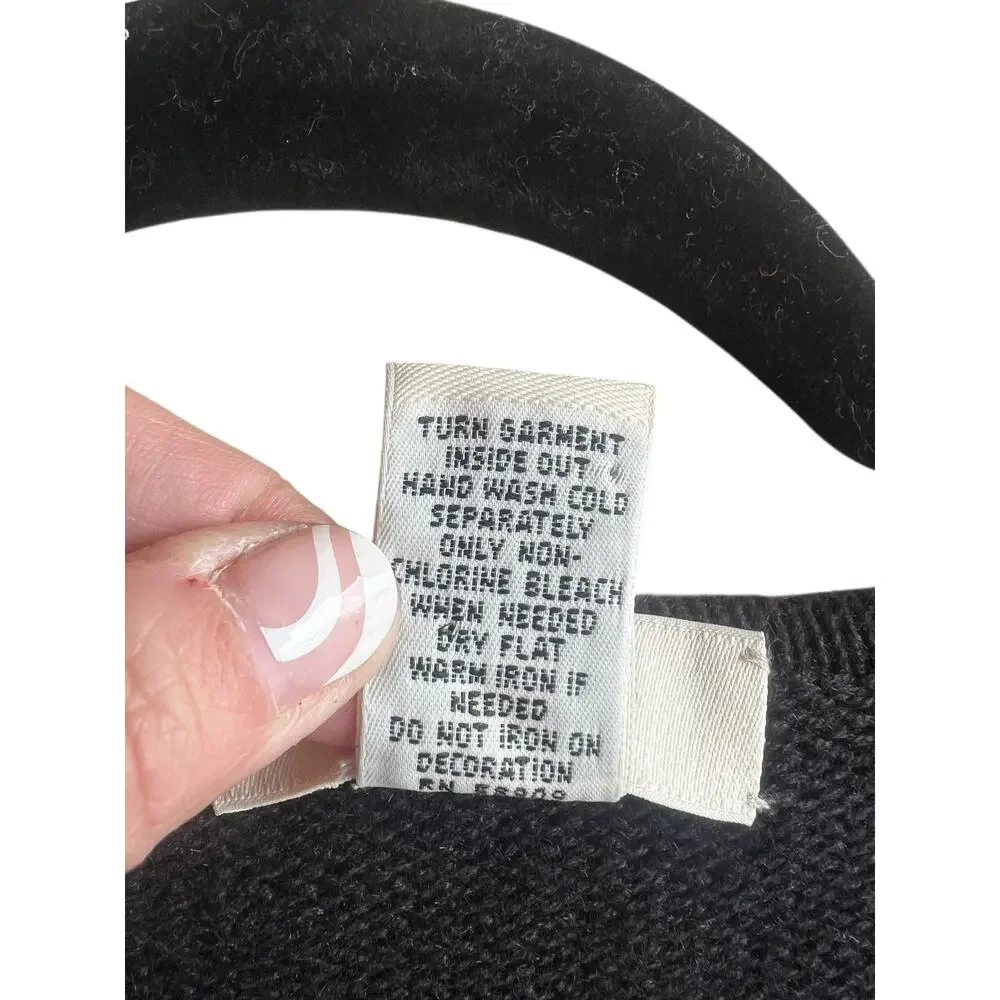 TURN GARMENT
INSIDE OUT
HAND WASH COLD
SEPARATELY
ONLY NON-
CHLORINE BLEACH
WHEN NEEDED
DRY FLAT
WARM IRON IF
NEEDED
DO NOT IRON ON
DECORATION
RN